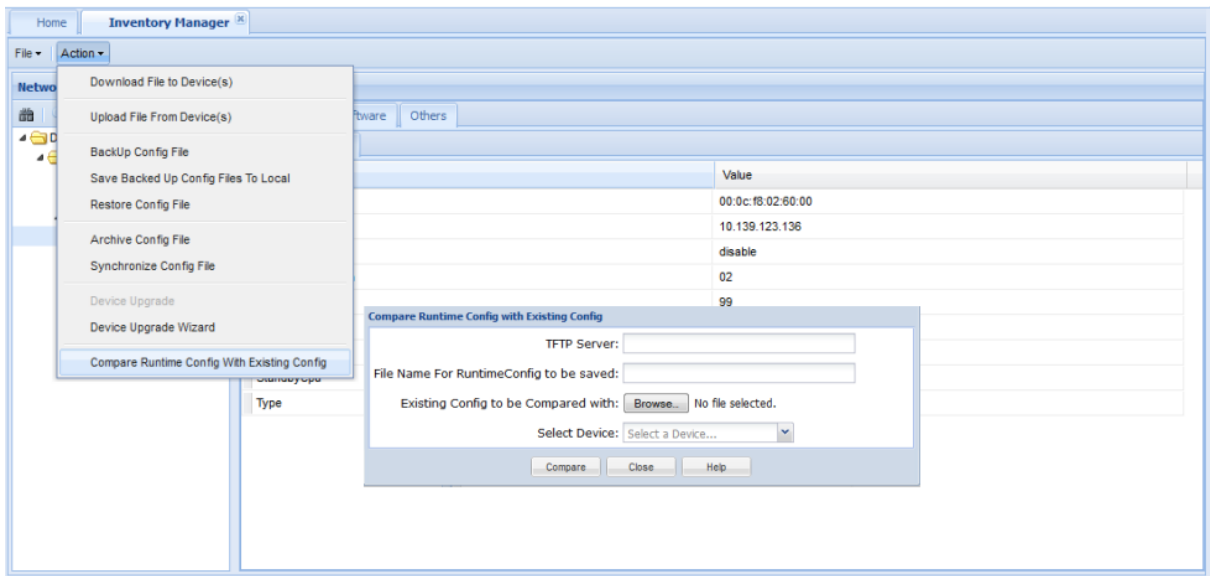 Home Inventory Manager
File Action
Netwo
Download File to Device(s)
Upload File From Device(s)
BackUp Config File
Save Backed Up Config Files To Local
Restore Config File
Archive Config File
Synchronize Config File
Device Upgrade
Device Upgrade Wizard
Compare Runtime Config With Existing Config
tware Others
D
Value
00:0c:f8:02:60:00
10.139.123.136
disable
02
99
StandbyCpu
Type
Compare Runtime Config with Existing Config
TFTP Server:
File Name For RuntimeConfig to be saved:
Existing Config to be Compared with: Browse... No file selected.
Select Device: Select a Device...
Compare Close Help